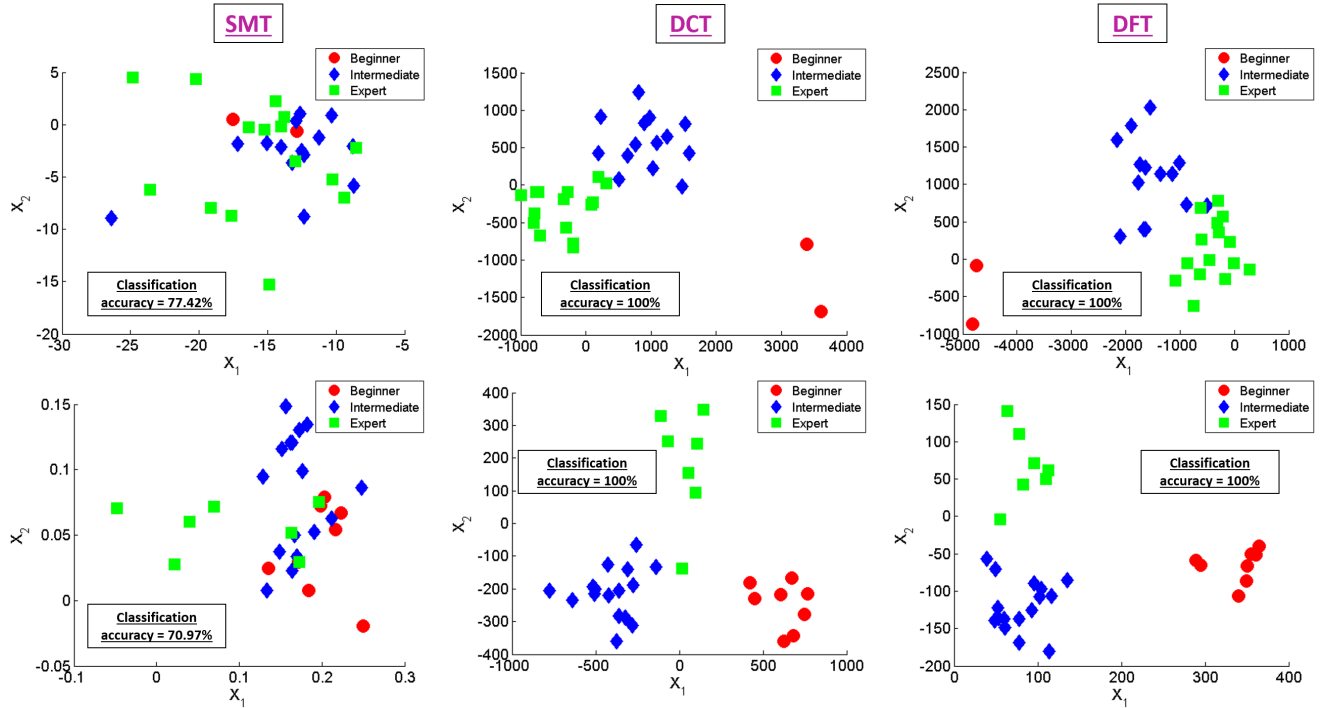 SMT
DCT
DFT
Beginner
Intermediate
Expert
5
0
-5
-10
-15
-20
-30
-25
-20
-15
-10
-5
X2
X1
Classification
accuracy = 77.42%
Beginner
Intermediate
Expert
1500
1000
500
0
-500
-1000
-1500
-2000
-1000
0
1000
2000
3000
4000
X2
X1
Classification
accuracy = 100%
Beginner
Intermediate
Expert
2500
2000
1500
1000
500
0
-500
-1000
-5000
-4000
-3000
-2000
-1000
0
1000
X2
X1
Classification
accuracy = 100%
Beginner
Intermediate
Expert
0.15
0.1
0.05
0
-0.05
-0.1
0
0.1
0.2
0.3
X2
X1
Classification
accuracy = 70.97%
Beginner
Intermediate
Expert
400
300
200
100
0
-100
-200
-300
-400
-1000
-500
0
500
1000
X2
X1
Classification
accuracy = 100%
Beginner
Intermediate
Expert
150
100
50
0
-50
-100
-150
-200
0
100
200
300
400
X2
X1
Classification
accuracy = 100%